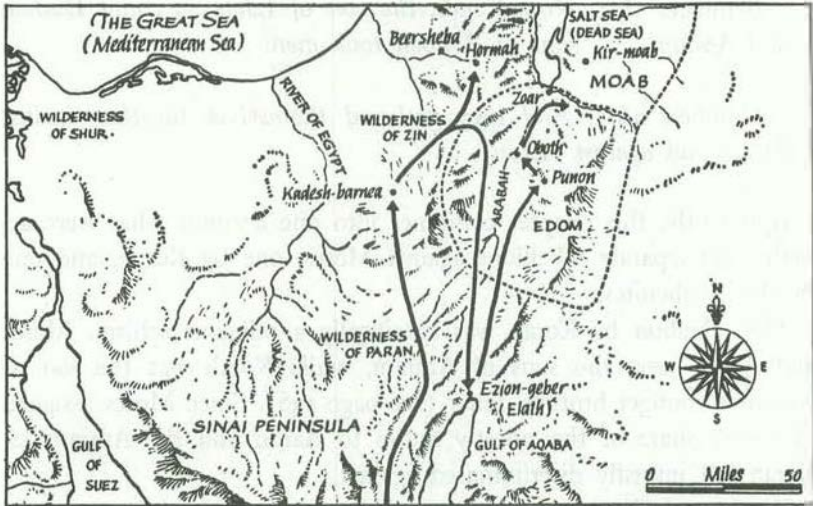 THE GREAT SEA
(Mediterranean Sea)
Beersheba
Hormah
SALT SEA
(DEAD SEA)
Kir-moab
MOAB
Zoar
WILDERNESS
OF SHUR.
RIVER OF EGYPT
WILDERNESS
OF ZIN
Oboth
Punon
Kadesh-barnea
ARABAH
EDOM
WILDERNESS
OF PARAN
N
W
E
S
Ezion-geber
(Elath)
SINAI PENINSULA
GULF
OF
SUEZ
GULF OF AQABA
0 Miles 50